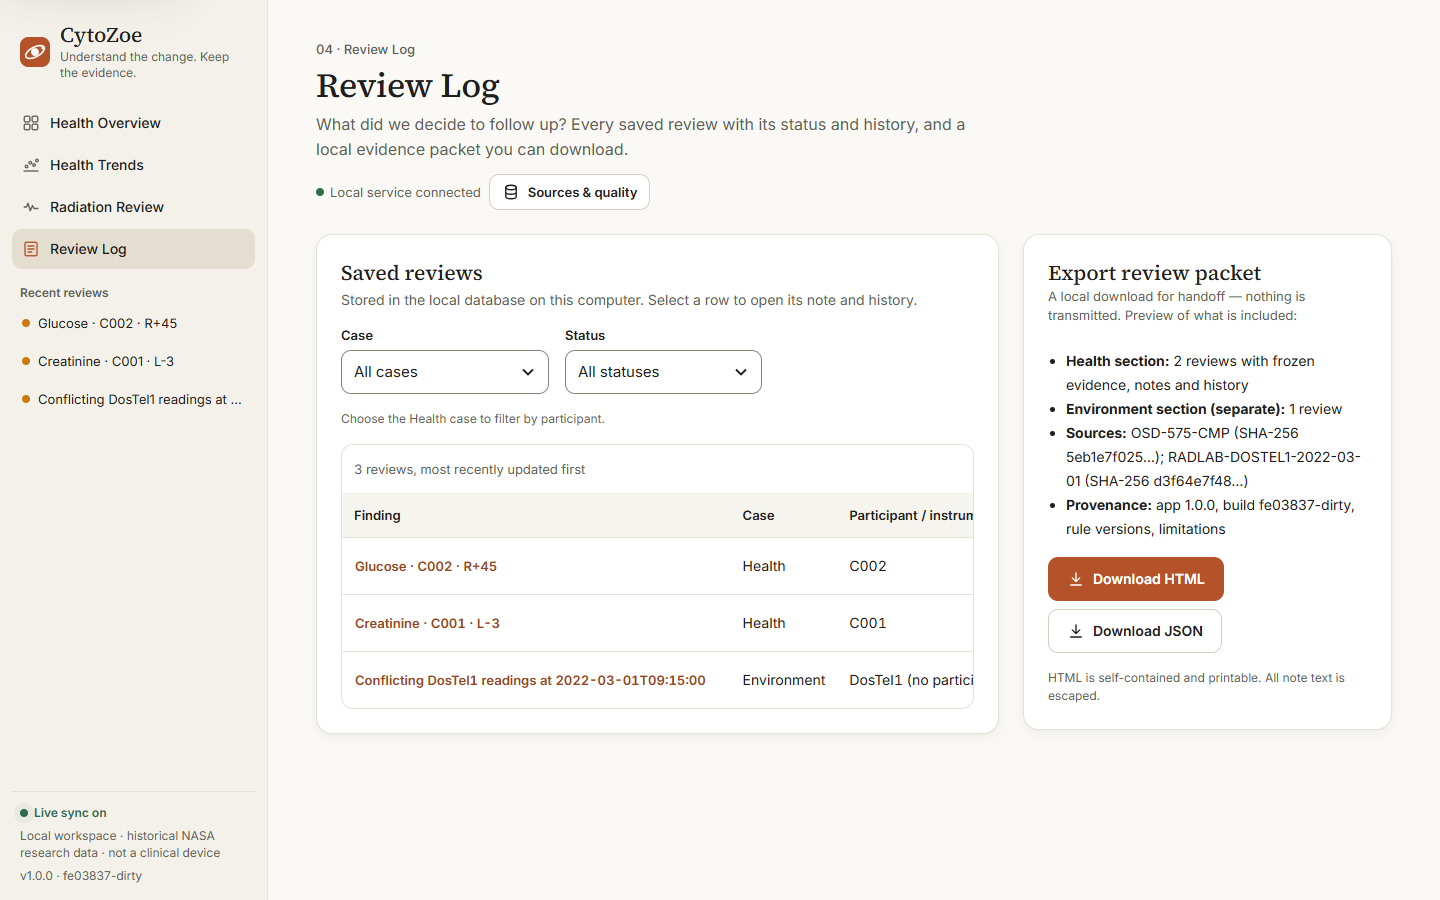 CytoZoe
Understand the change. Keep
the evidence.
Health Overview
Health Trends
Radiation Review
Review Log
Recent reviews
Glucose · C002 · R+45
Creatinine · C001 · L-3
Conflicting DosTel1 readings at ...
Live sync on
Local workspace · historical NASA
research data · not a clinical device
v1.0.0 · fe03837-dirty
04 · Review Log
Review Log
What did we decide to follow up? Every saved review with its status and history, and a
local evidence packet you can download.
Local service connected
Sources & quality
Saved reviews
Stored in the local database on this computer. Select a row to open its note and history.
Case Status
All cases All statuses
Choose the Health case to filter by participant.
3 reviews, most recently updated first
Finding Case Participant / instrum
Glucose · C002 · R+45 Health C002
Creatinine · C001 · L-3 Health C001
Conflicting DosTel1 readings at 2022-03-01T09:15:00 Environment DosTel1 (no partici
Export review packet
A local download for handoff — nothing is
transmitted. Preview of what is included:
• Health section: 2 reviews with frozen
evidence, notes and history
• Environment section (separate): 1 review
• Sources: OSD-575-CMP (SHA-256
5eb1e7f025…); RADLAB-DOSTEL1-2022-03-
01 (SHA-256 d3f64e7f48…)
• Provenance: app 1.0.0, build fe03837-dirty,
rule versions, limitations
Download HTML
Download JSON
HTML is self-contained and printable. All note text is
escaped.